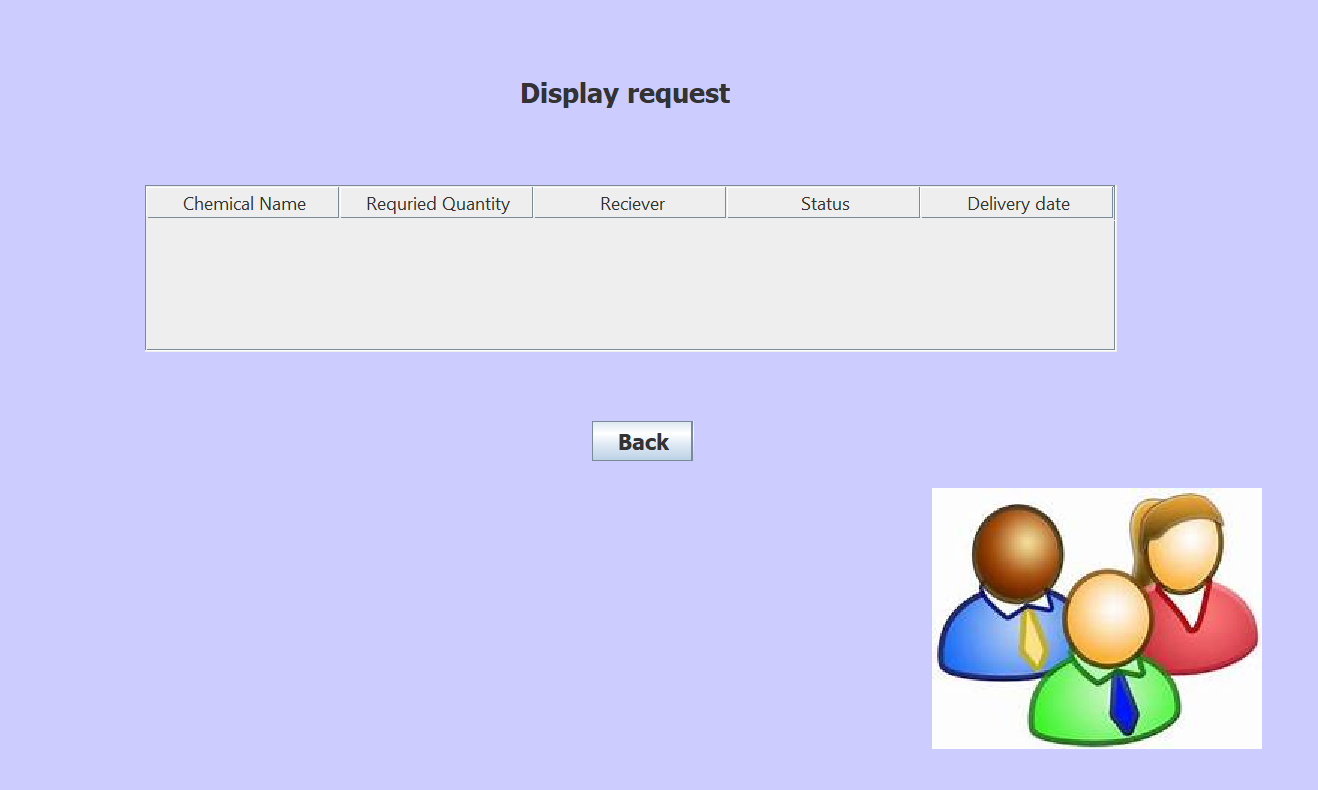 Display request
Chemical Name Requried Quantity Reciever Status Delivery date
Back